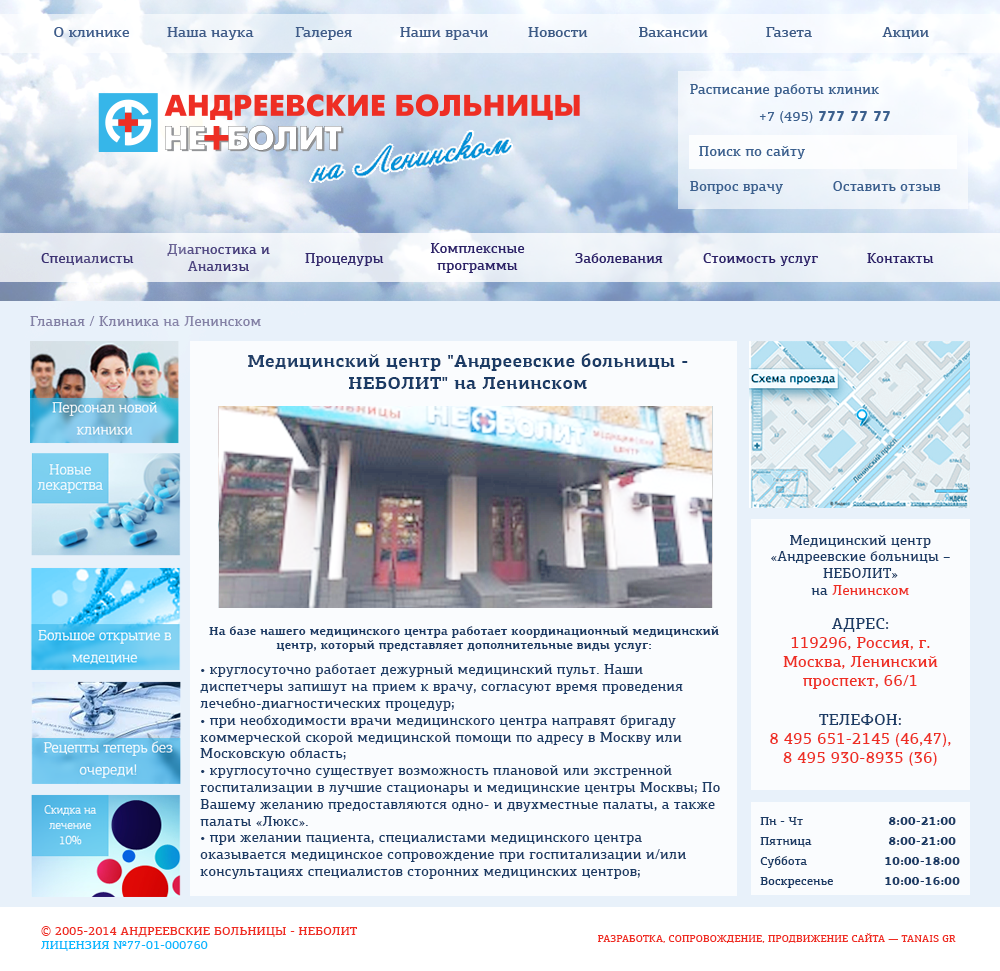 О клинике Наша наука Галерея Наши врачи Новости Вакансии Газета Акции
АНДРЕЕВСКИЕ БОЛЬНИЦЫ
НЕБОЛИТ
на Ленинском
Расписание работы клиник
+7 (495) 777 77 77
Поиск по сайту
Вопрос врачу Оставить отзыв
Специалисты
Диагностика и
Анализы
Процедуры
Комплексные
программы
Заболевания
Стоимость услуг
Контакты
Главная / Клиника на Ленинском
Персонал новой
клиники
Новые
лекарства
Большое открытие в
медецине
Рецепты теперь без
очереди!
Скидка на
лечение
10%
Медицинский центр "Андреевские больницы -
НЕБОЛИТ" на Ленинском
БОЛЬНИЦЫ НЕБОЛИТ МЕДИЦИНСКИЙ
ЦЕНТР
На базе нашего медицинского центра работает координационный медицинский
центр, который представляет дополнительные виды услуг:
• круглосуточно работает дежурный медицинский пульт. Наши
диспетчеры запишут на прием к врачу, согласуют время проведения
лечебно-диагностических процедур;
• при необходимости врачи медицинского центра направят бригаду
коммерческой скорой медицинской помощи по адресу в Москву или
Московскую область;
• круглосуточно существует возможность плановой или экстренной
госпитализации в лучшие стационары и медицинские центры Москвы; По
Вашему желанию предоставляются одно- и двухместные палаты, а также
палаты «Люкс».
• при желании пациента, специалистами медицинского центра
оказывается медицинское сопровождение при госпитализации и/или
консультациях специалистов сторонних медицинских центров;
Схема проезда
Ленинский просп
Медицинский центр
«Андреевские больницы –
НЕБОЛИТ»
на Ленинском
АДРЕС:
119296, Россия, г.
Москва, Ленинский
проспект, 66/1
ТЕЛЕФОН:
8 495 651-2145 (46,47),
8 495 930-8935 (36)
Пн - Чт 8:00-21:00
Пятница 8:00-21:00
Суббота 10:00-18:00
Воскресенье 10:00-16:00
© 2005-2014 АНДРЕЕВСКИЕ БОЛЬНИЦЫ - НЕБОЛИТ
ЛИЦЕНЗИЯ №77-01-000760
РАЗРАБОТКА, СОПРОВОЖДЕНИЕ, ПРОДВИЖЕНИЕ САЙТА — TANAIS GR